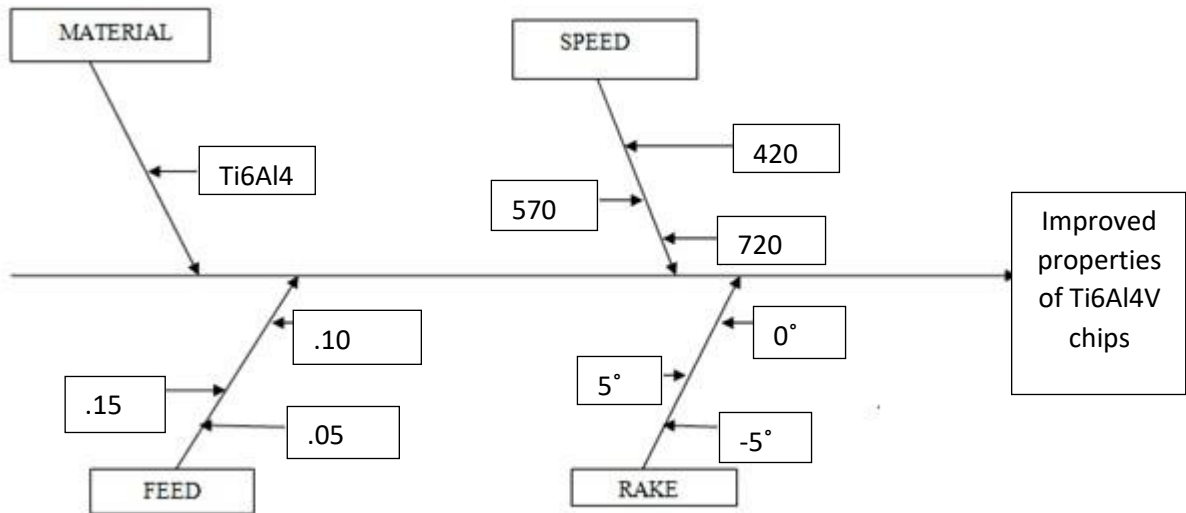 MATERIAL
SPEED
Ti6Al4
420
570
720
Improved
properties
of Ti6Al4V
chips
.10
0˚
.15
5˚
.05
-5˚
FEED
RAKE